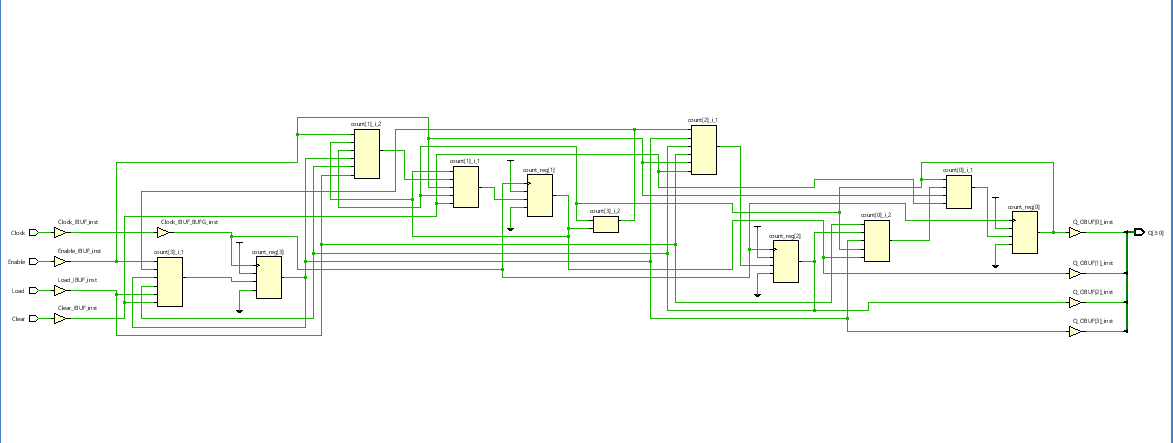 count[2]_i_1
count[1]_i_2
count[1]_i_1
count_reg[1]
count[0]_i_1
count_reg[0]
count[3]_i_2
count[0]_i_2
Clock_IBUF_inst
Clock_IBUF_BUFG_inst
Q_OBUF[0]_inst
Clock
Q[3:0]
count_reg[2]
Enable_IBUF_inst
count[3]_i_1
count_reg[3]
Enable
Q_OBUF[1]_inst
Load_IBUF_inst
Load
Q_OBUF[2]_inst
Clear_IBUF_inst
Clear
Q_OBUF[3]_inst